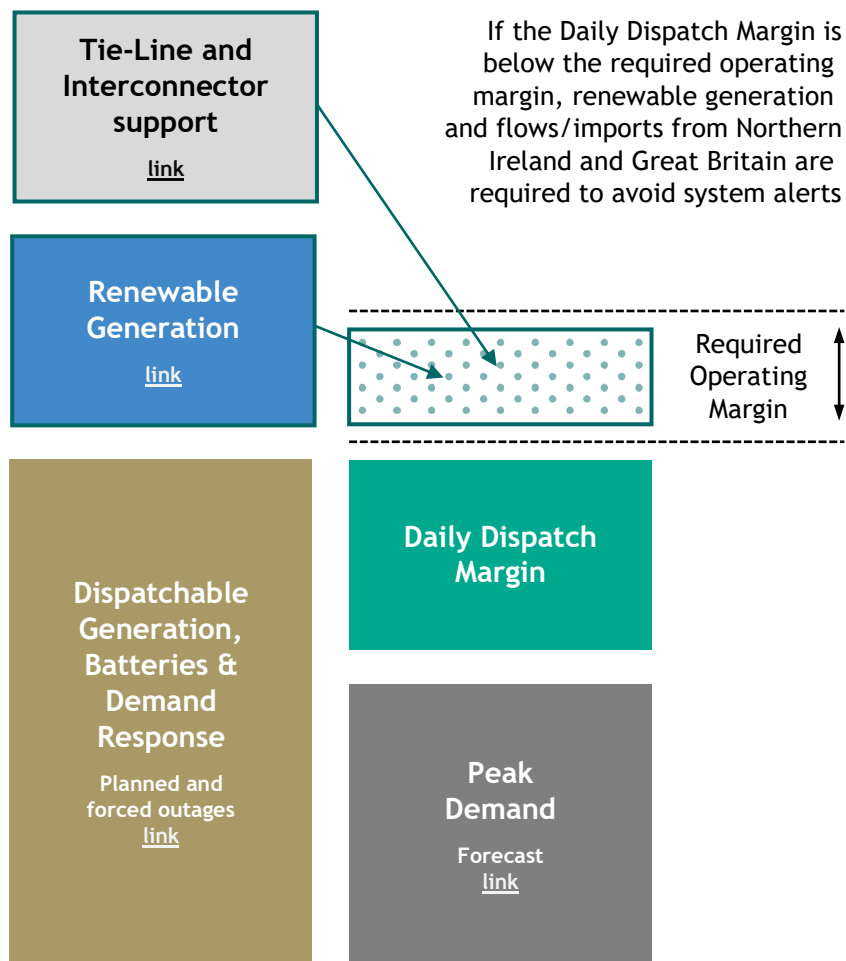 Tie-Line and
Interconnector
support
link
If the Daily Dispatch Margin is
below the required operating
margin, renewable generation
and flows/imports from Northern
Ireland and Great Britain are
required to avoid system alerts
Renewable
Generation
link
Required
Operating
Margin
Daily Dispatch
Margin
Dispatchable
Generation,
Batteries &
Demand
Response
Planned and
forced outages
link
Peak
Demand
Forecast
link